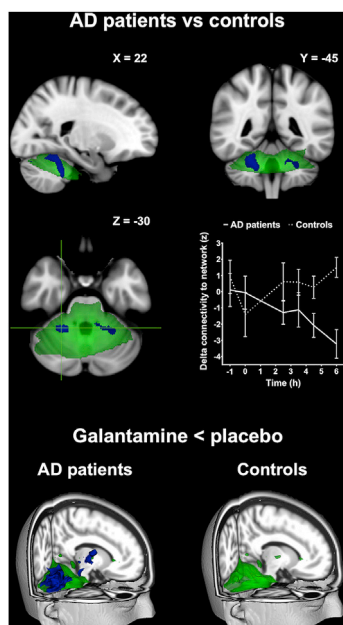 AD patients vs controls
X = 22
Y = -45
Z = -30
AD patients
Controls
Delta connectivity to network (z)
3
2
1
0
-1
-2
-3
-4
-1
0
1
2
3
4
5
6
Time (h)
Galantamine < placebo
AD patients
Controls